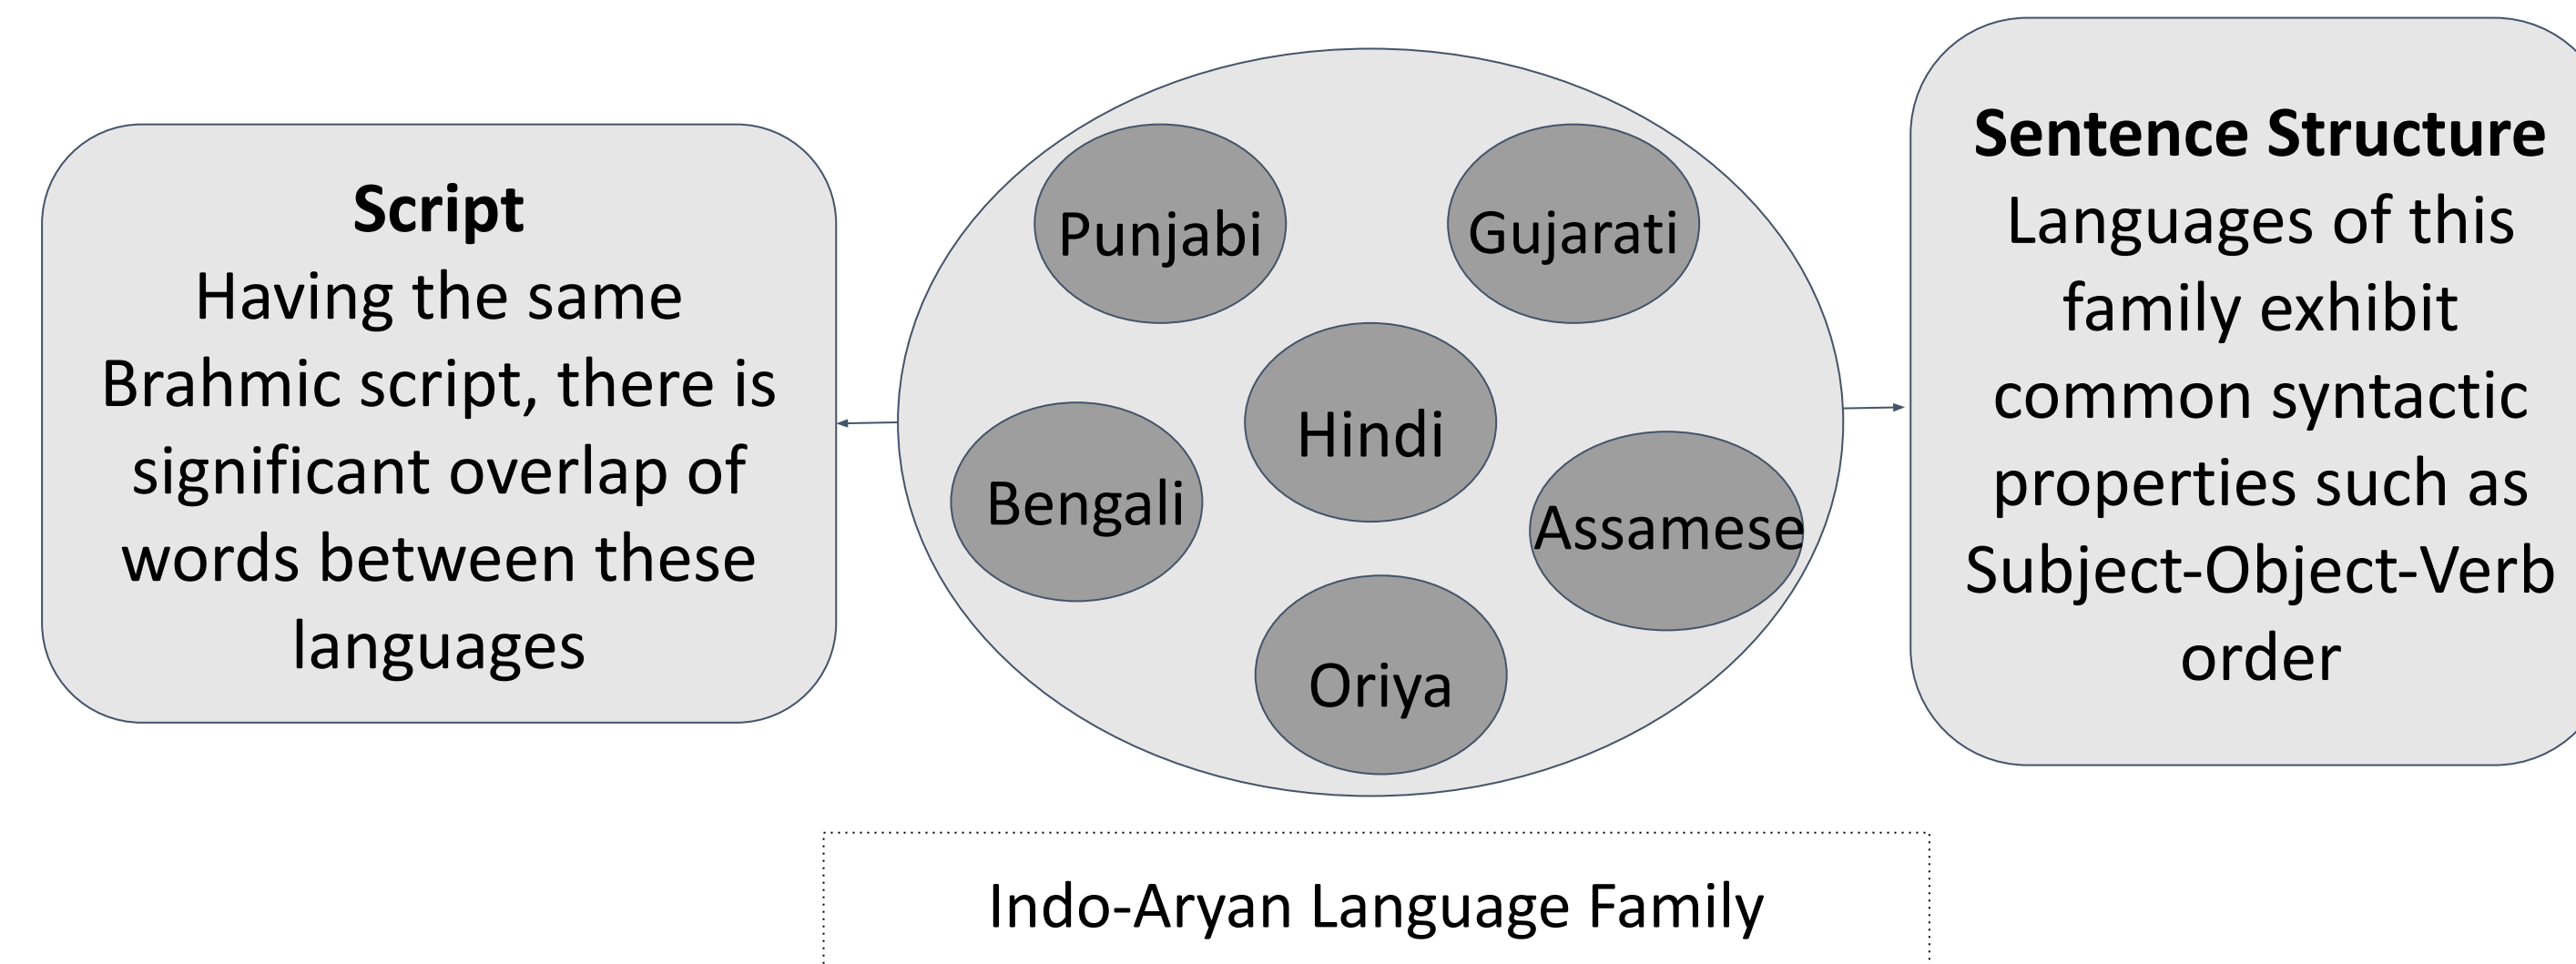 Script
Having the same
Brahmic script, there is
significant overlap of
words between these
languages
Punjabi
Gujarati
Hindi
Bengali
Assamese
Oriya
Sentence Structure
Languages of this
family exhibit
common syntactic
properties such as
Subject-Object-Verb
order
Indo-Aryan Language Family